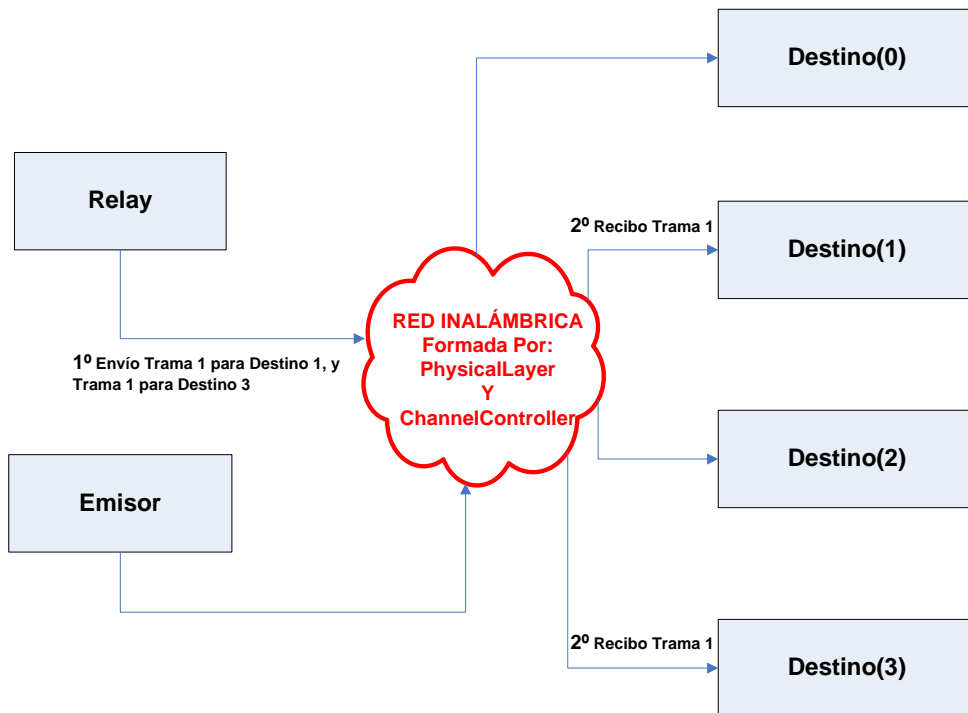 Destino(0)
Relay
2º Recibo Trama 1
Destino(1)
RED INALÁMBRICA
Formada Por:
PhysicalLayer
Y
ChannelController
1º Envío Trama 1 para Destino 1, y
Trama 1 para Destino 3
Destino(2)
Emisor
2º Recibo Trama 1
Destino(3)